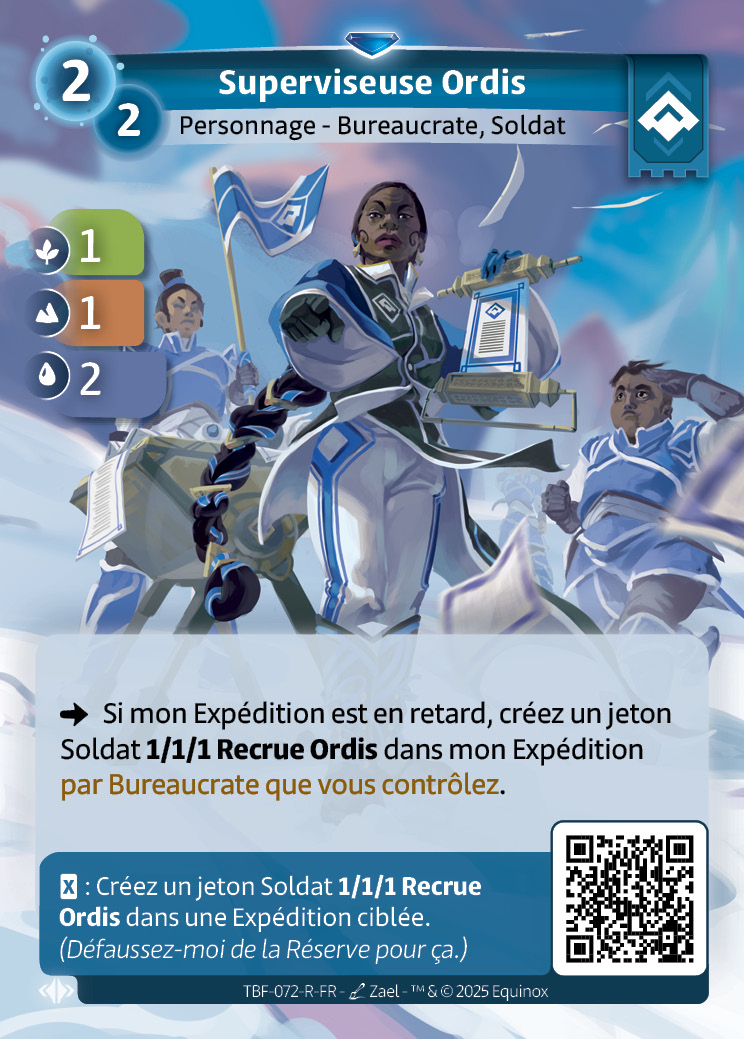 2
Superviseuse Ordis
2
Personnage - Bureaucrate, Soldat
1
1
2
Si mon Expédition est en retard, créez un jeton
Soldat 1/1/1 Recrue Ordis dans mon Expédition
par Bureaucrate que vous contrôlez.
X : Créez un jeton Soldat 1/1/1 Recrue
Ordis dans une Expédition ciblée.
(Défaussez-moi de la Réserve pour ça.)
TBF-072-R-FR - Zael - ™ & © 2025 Equinox